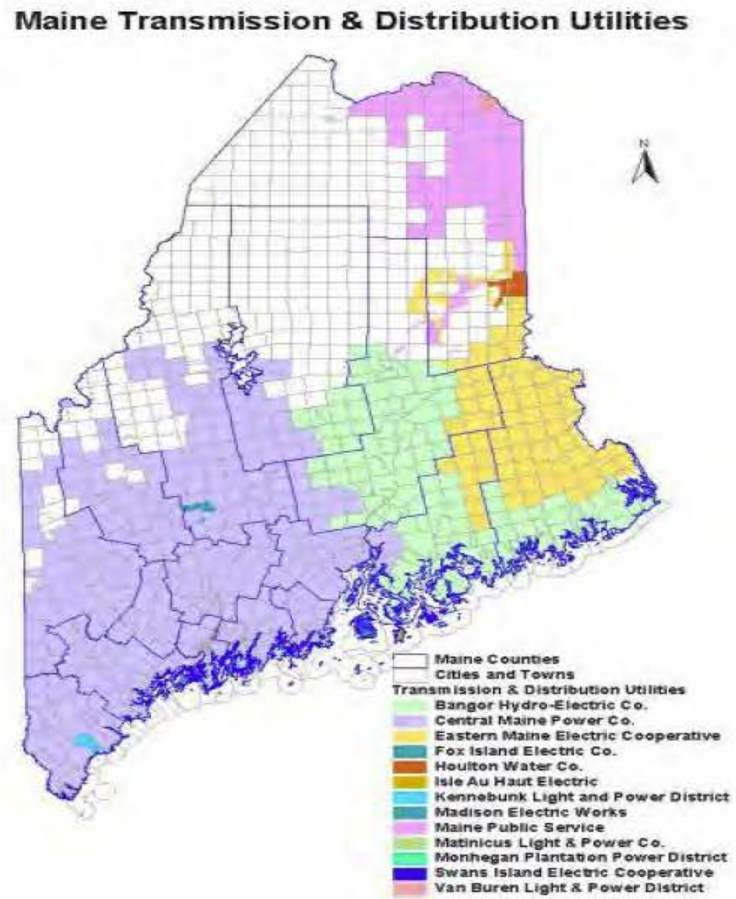 Maine Transmission & Distribution Utilities
N
Maine Counties
Cities and Towns
Transmission & Distribution Utilities
Bangor Hydro-Electric Co.
Central Maine Power Co.
Eastern Maine Electric Cooperative
Fox Island Electric Co.
Houlton Water Co.
Isle Au Haut Electric
Kennebunk Light and Power District
Madison Electric Works
Maine Public Service
Matinicus Light & Power Co.
Monhegan Plantation Power District
Swans Island Electric Cooperative
Van Buren Light & Power District